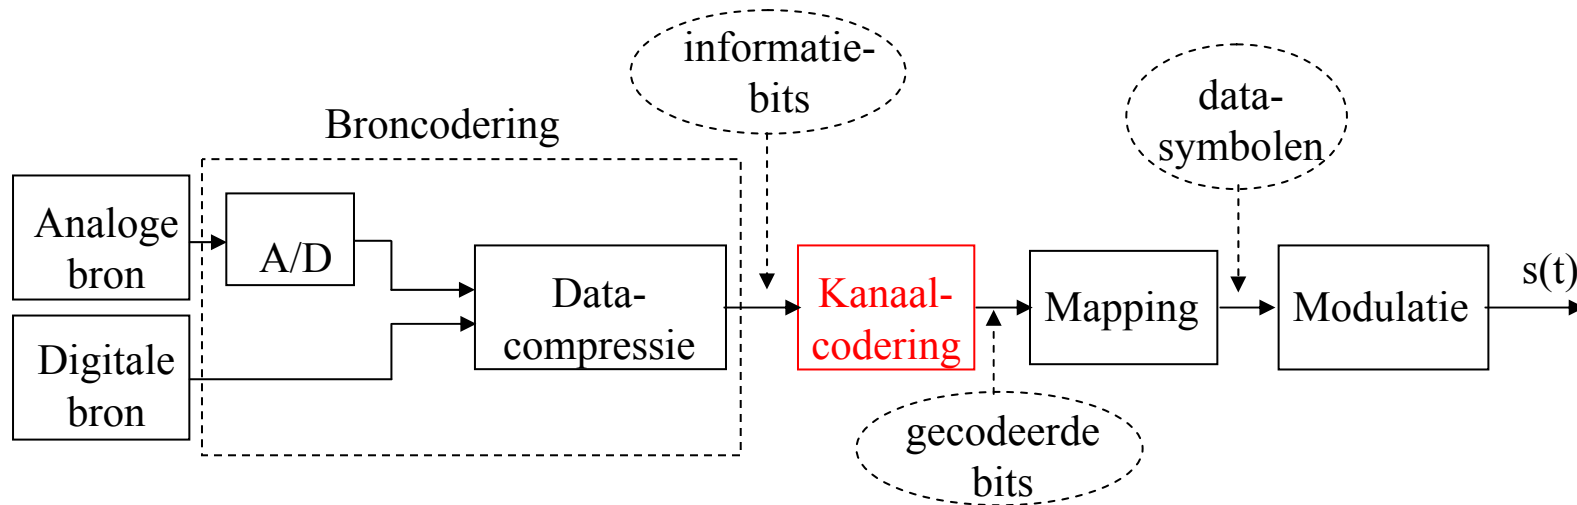 informatie-
bits
data-
symbolen
Broncodering
Analoge
bron
A/D
Data-
compressie
Kanaal-
codering
Mapping
Modulatie
s(t)
Digitale
bron
gecodeerde
bits